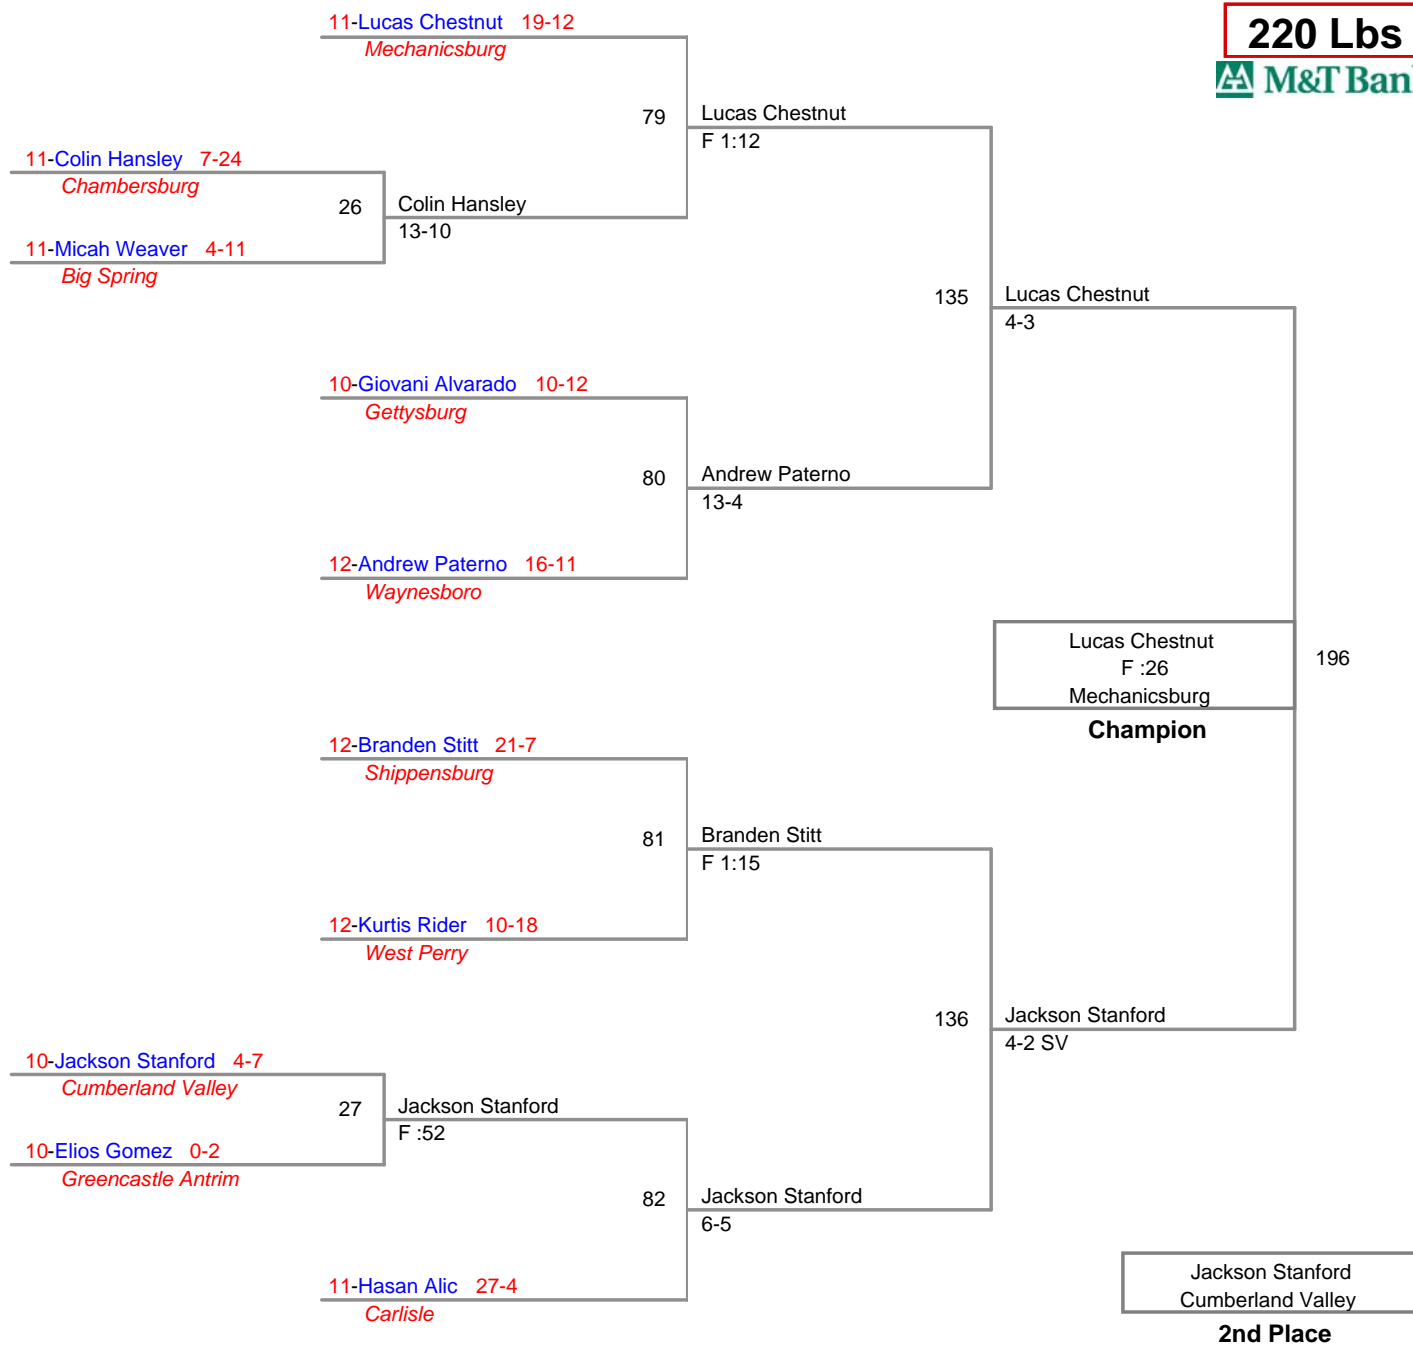 11-Lucas Chestnut 19-12
Mechanicsburg
220 Lbs
M&T Ban
79
Lucas Chestnut
F 1:12
11-Colin Hansley 7-24
Chambersburg
26
Colin Hansley
13-10
11-Micah Weaver 4-11
Big Spring
135
Lucas Chestnut
4-3
10-Giovani Alvarado 10-12
Gettysburg
80
Andrew Paterno
13-4
12-Andrew Paterno 16-11
Waynesboro
Lucas Chestnut
F :26
Mechanicsburg
196
Champion
12-Branden Stitt 21-7
Shippensburg
81
Branden Stitt
F 1:15
12-Kurtis Rider 10-18
West Perry
136
Jackson Stanford
4-2 SV
10-Jackson Stanford 4-7
Cumberland Valley
27
Jackson Stanford
F :52
10-Elios Gomez 0-2
Greencastle Antrim
82
Jackson Stanford
6-5
11-Hasan Alic 27-4
Carlisle
Jackson Stanford
Cumberland Valley
2nd Place